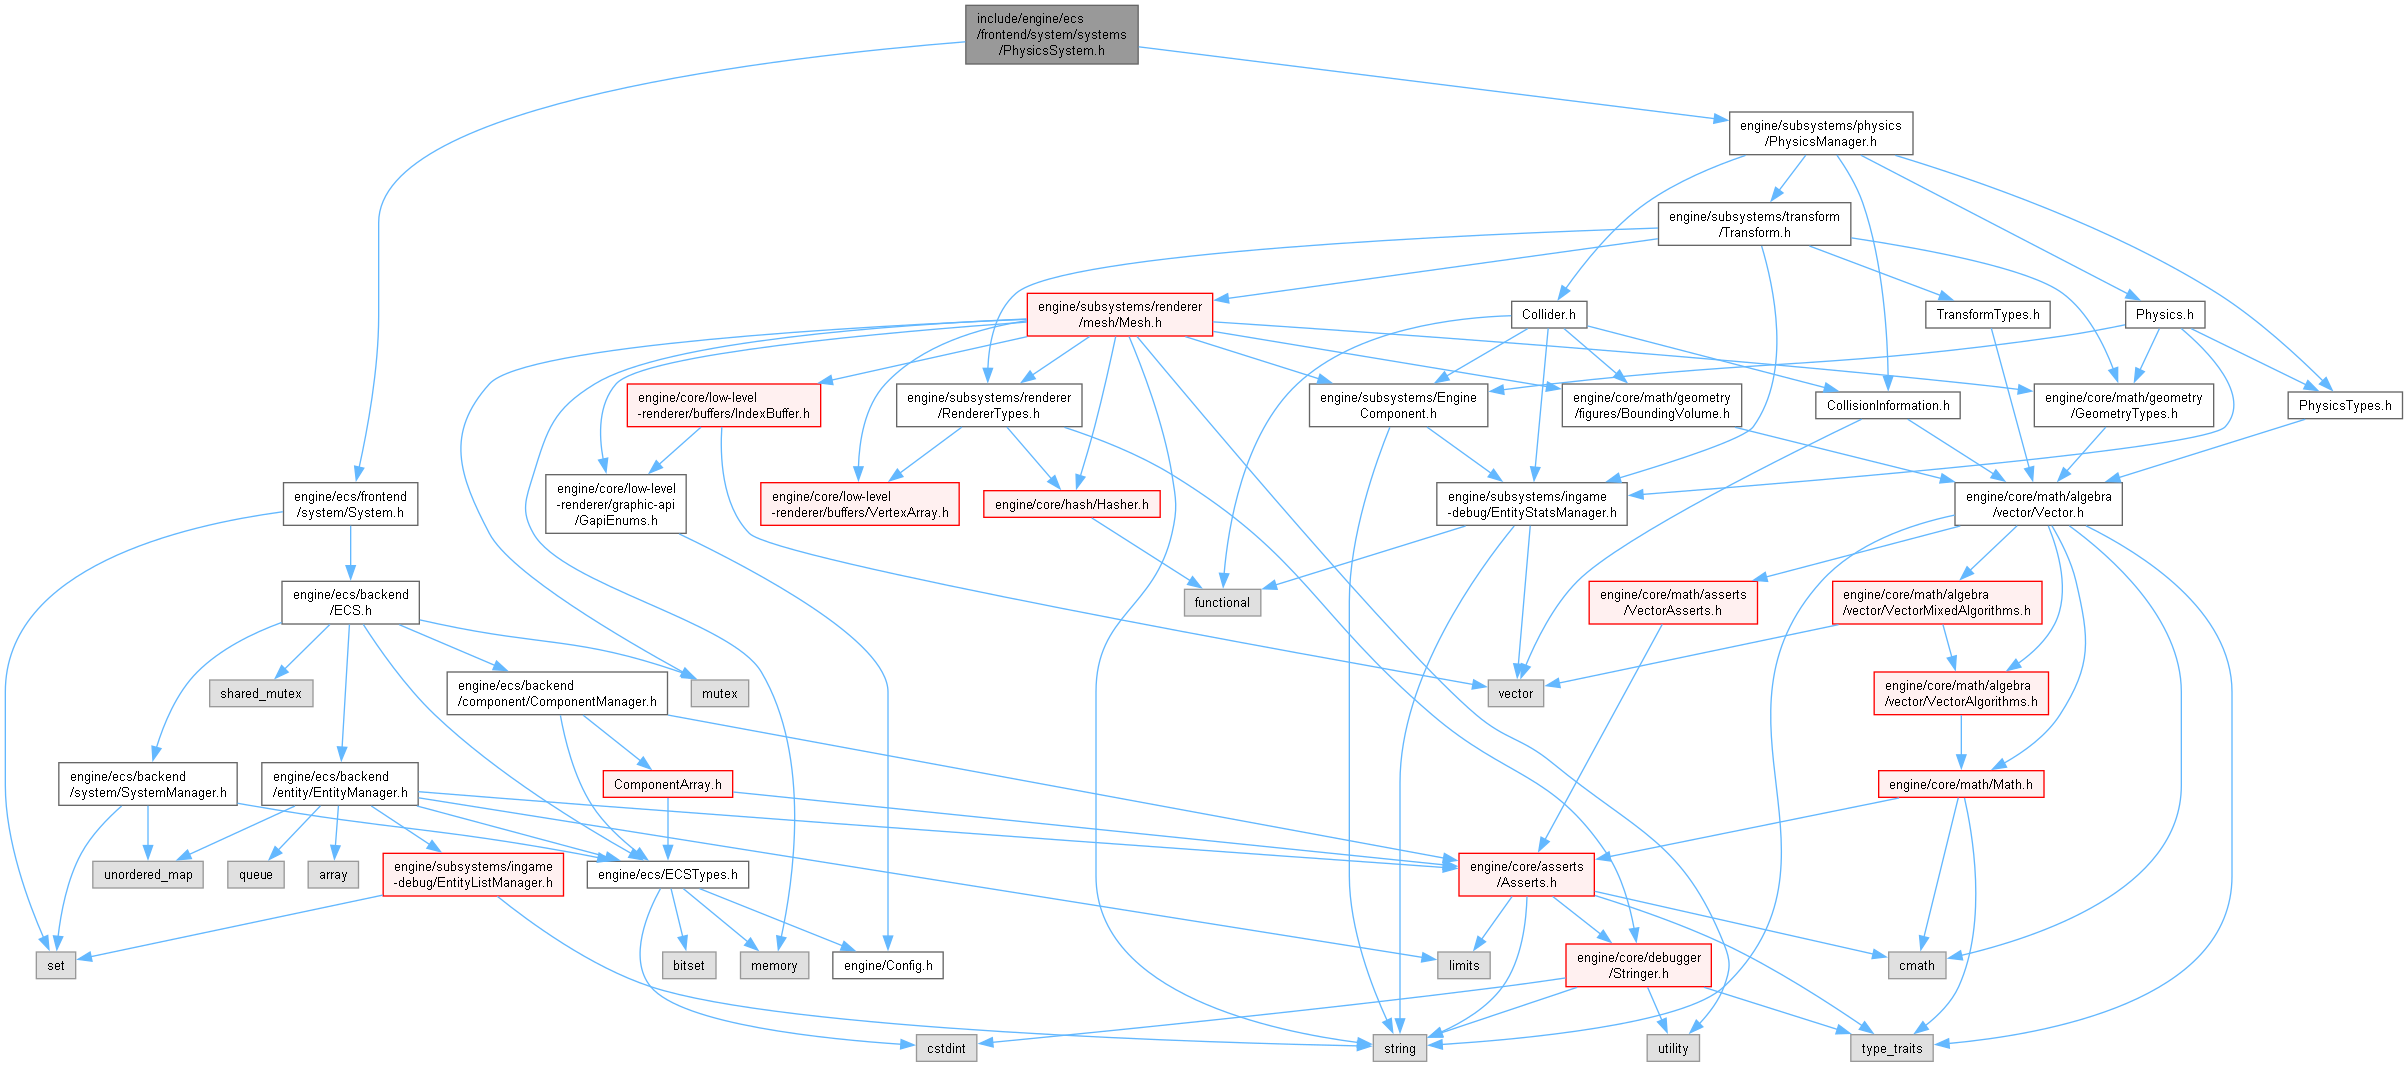 include/engine/ecs
/frontend/system/systems
/PhysicsSystem.h
engine/subsystems/physics
/PhysicsManager.h
engine/subsystems/transform
/Transform.h
engine/subsystems/renderer
/mesh/Mesh.h
Collider.h
TransformTypes.h
Physics.h
engine/core/low-level
-renderer/buffers/IndexBuffer.h
engine/subsystems/renderer
/RendererTypes.h
engine/subsystems/Engine
Component.h
engine/core/math/geometry
/figures/BoundingVolume.h
CollisionInformation.h
engine/core/math/geometry
/GeometryTypes.h
PhysicsTypes.h
engine/ecs/frontend
/system/System.h
engine/core/low-level
-renderer/graphic-api
/GapiEnums.h
engine/core/low-level
-renderer/buffers/VertexArray.h
engine/core/hash/Hasher.h
engine/subsystems/ingame
-debug/EntityStatsManager.h
engine/core/math/algebra
/vector/Vector.h
engine/ecs/backend
/ECS.h
functional
engine/core/math/asserts
/VectorAsserts.h
engine/core/math/algebra
/vector/VectorMixedAlgorithms.h
shared_mutex
engine/ecs/backend
/component/ComponentManager.h
mutex
vector
engine/core/math/algebra
/vector/VectorAlgorithms.h
engine/ecs/backend
/system/SystemManager.h
engine/ecs/backend
/entity/EntityManager.h
ComponentArray.h
engine/core/math/Math.h
unordered_map
queue
array
engine/subsystems/ingame
-debug/EntityListManager.h
engine/ecs/ECSTypes.h
engine/core/asserts
/Asserts.h
set
bitset
memory
engine/Config.h
limits
engine/core/debugger
/Stringer.h
cmath
cstdint
string
utility
type_traits